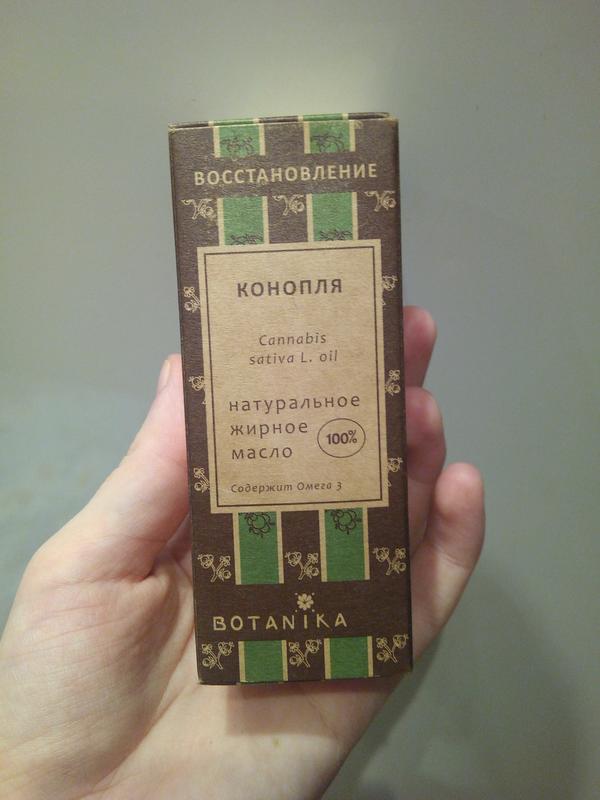 ВОССТАНОВЛЕНИЕ
КОНОПЛЯ
Cannabis
sativa L. oil
натуральное
жирное
масло
100%
Содержит Омега 3
BOTANIKA